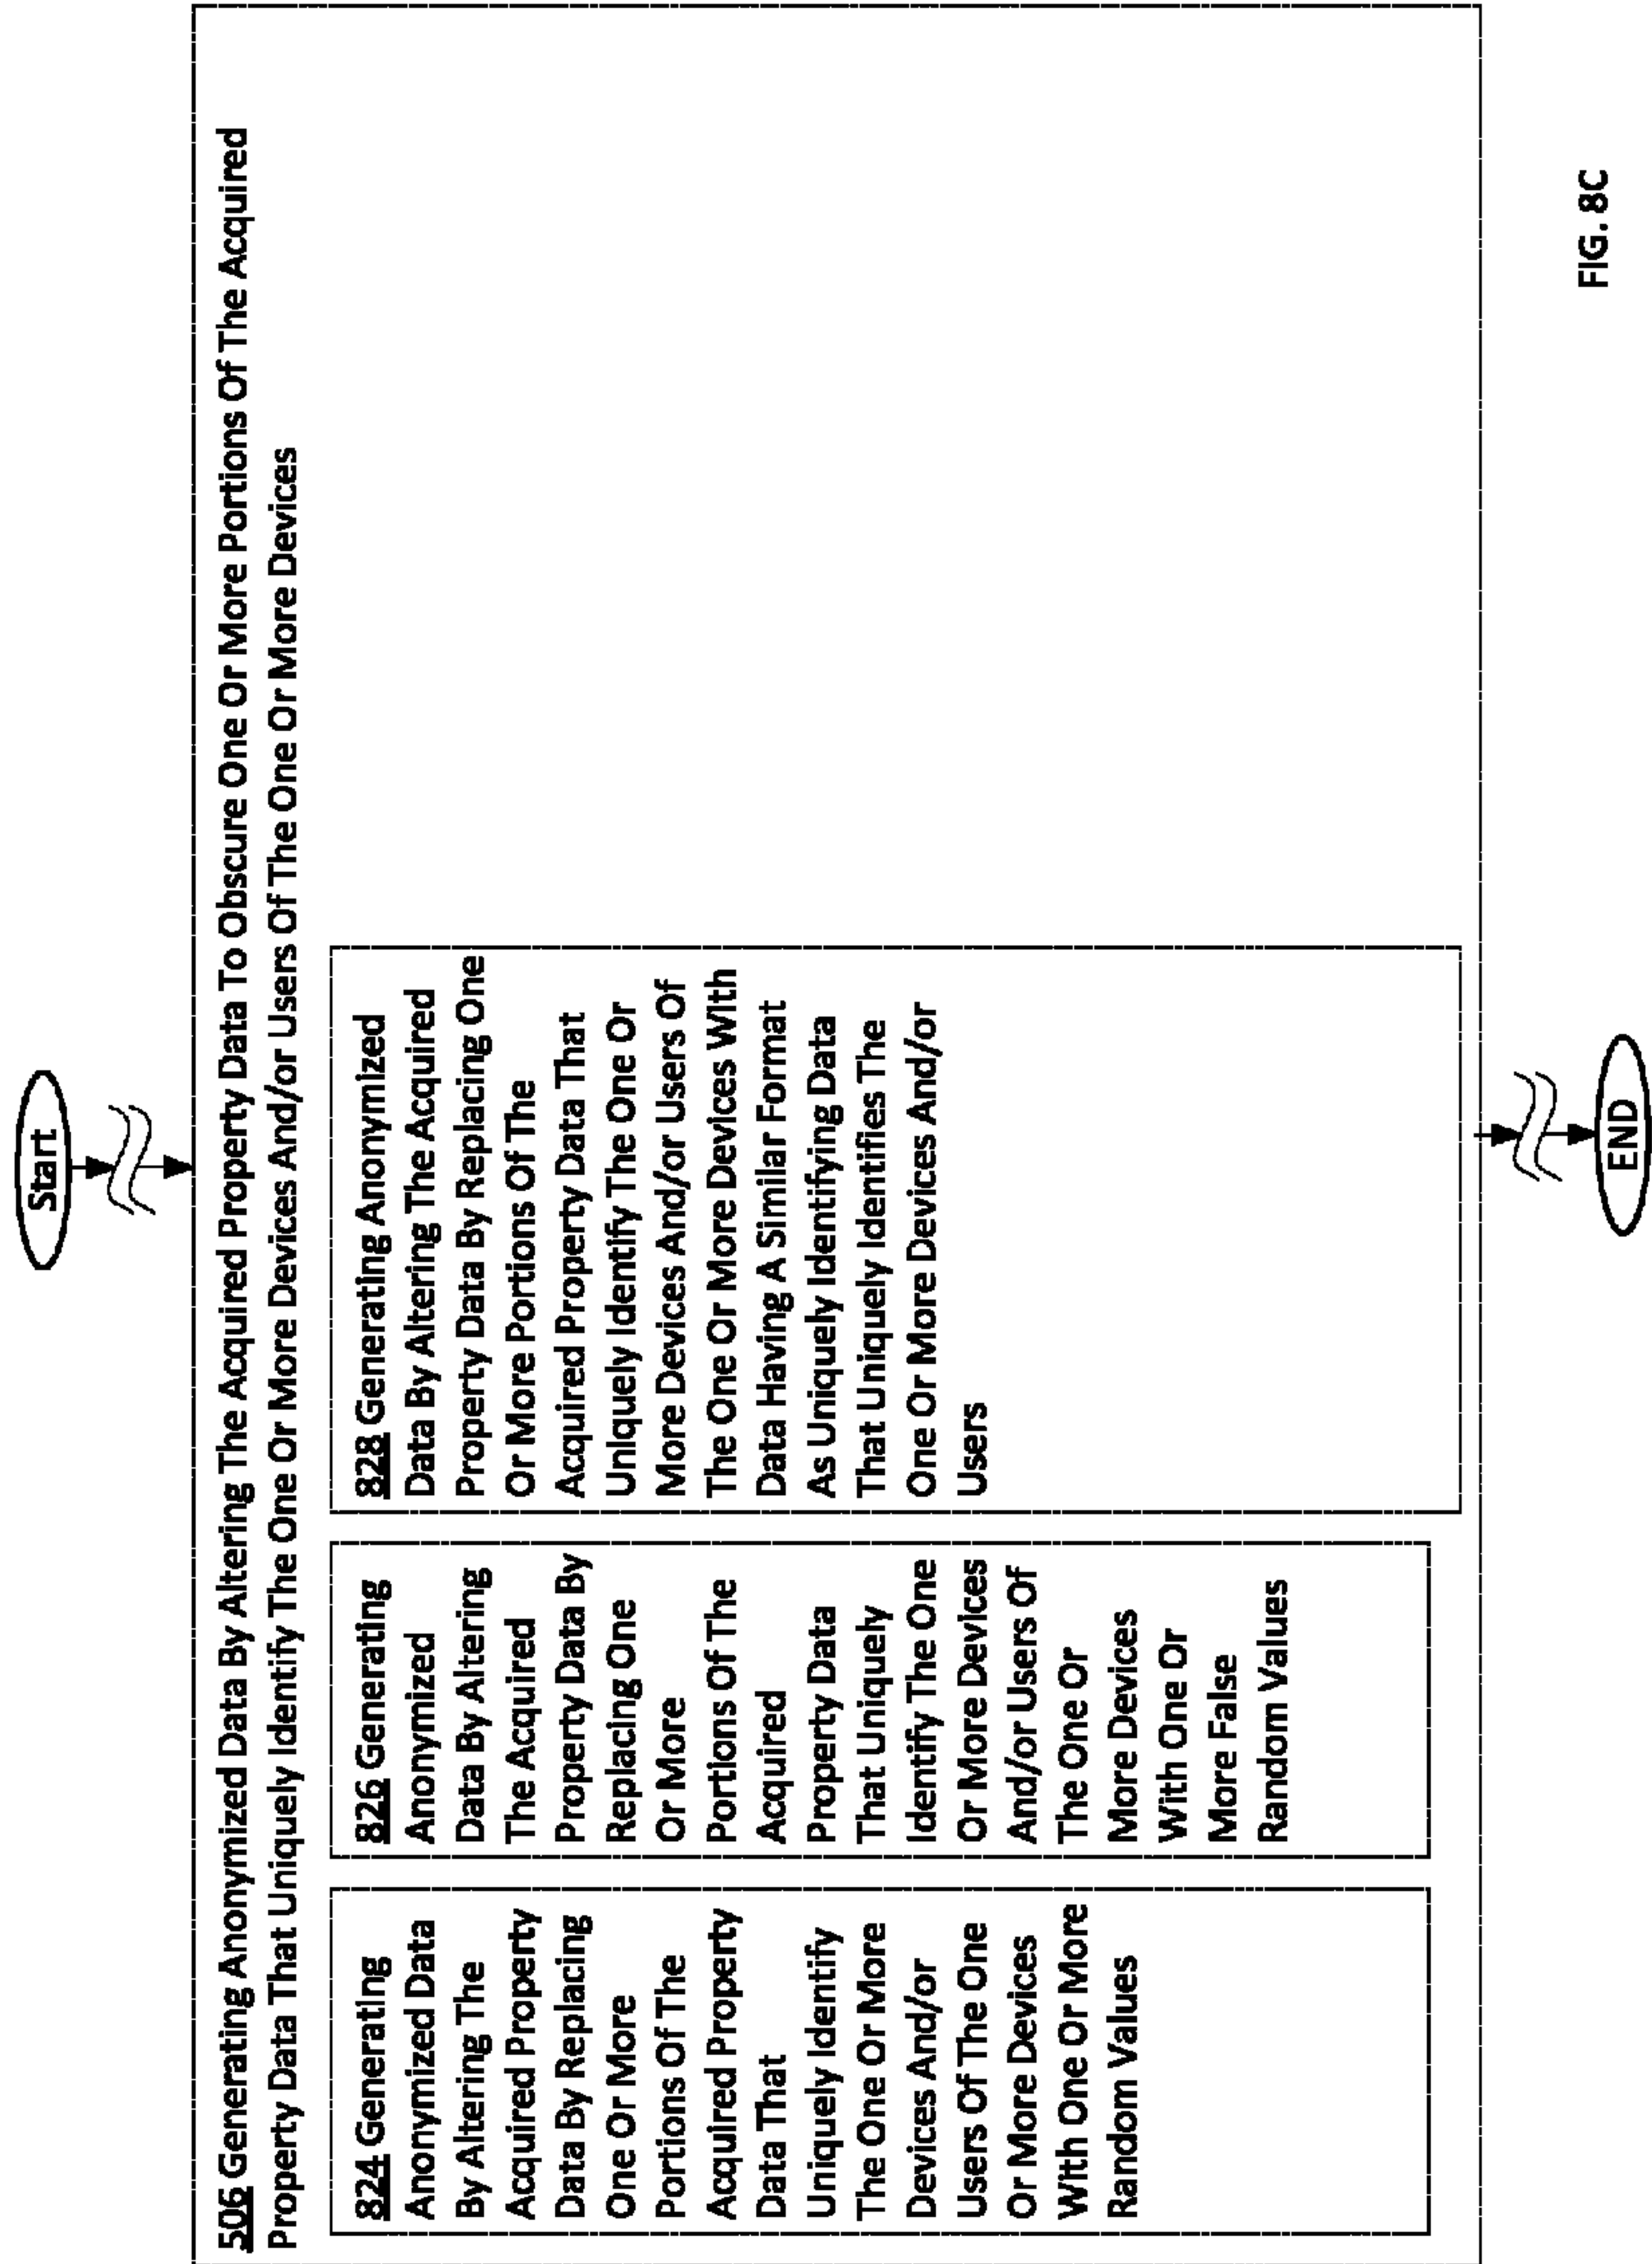 Start
506 Generating Anonymized Data By Altering The Acquired Property Data To Obscure One Or More Portions Of The Acquired
Property Data That Uniquely Identify The One Or More Devices And/or Users Of The One Or More Devices
824 Generating
Anonymized Data
By Altering The
Acquired Property
Data By Replacing
One Or More
Portions Of The
Acquired Property
Data That
Uniquely Identify
The One Or More
Devices And/or
Users Of The One
Or More Devices
With One Or More
Random Values
826 Generating
Anonymized
Data By Altering
The Acquired
Property Data By
Replacing One
Or More
Portions Of The
Acquired
Property Data
That Uniquely
Identify The One
Or More Devices
And/or Users Of
The One Or
More Devices
With One Or
More False
Random Values
828 Generating Anonymized
Data By Altering The Acquired
Property Data By Replacing One
Or More Portions Of The
Acquired Property Data That
Uniquely Identify The One Or
More Devices And/or Users Of
The One Or More Devices With
Data Having A Similar Format
As Uniquely Identifying Data
That Uniquely Identifies The
One Or More Devices And/or
Users
END
FIG. 8C